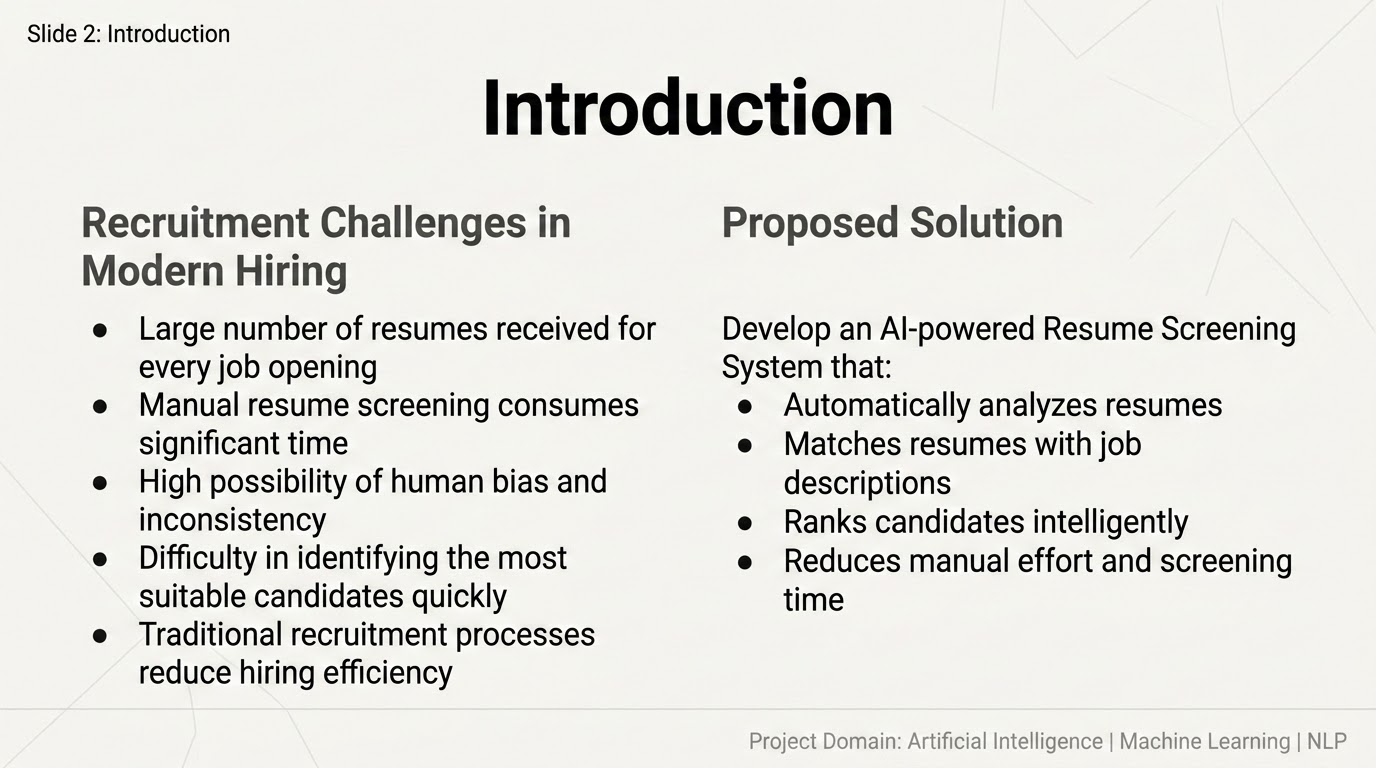 Slide 2: Introduction
Introduction
Recruitment Challenges in
Modern Hiring
● Large number of resumes received for
every job opening
● Manual resume screening consumes
significant time
● High possibility of human bias and
inconsistency
● Difficulty in identifying the most
suitable candidates quickly
● Traditional recruitment processes
reduce hiring efficiency
Proposed Solution
Develop an AI-powered Resume Screening
System that:
● Automatically analyzes resumes
● Matches resumes with job
descriptions
● Ranks candidates intelligently
● Reduces manual effort and screening
time
Project Domain: Artificial Intelligence | Machine Learning | NLP